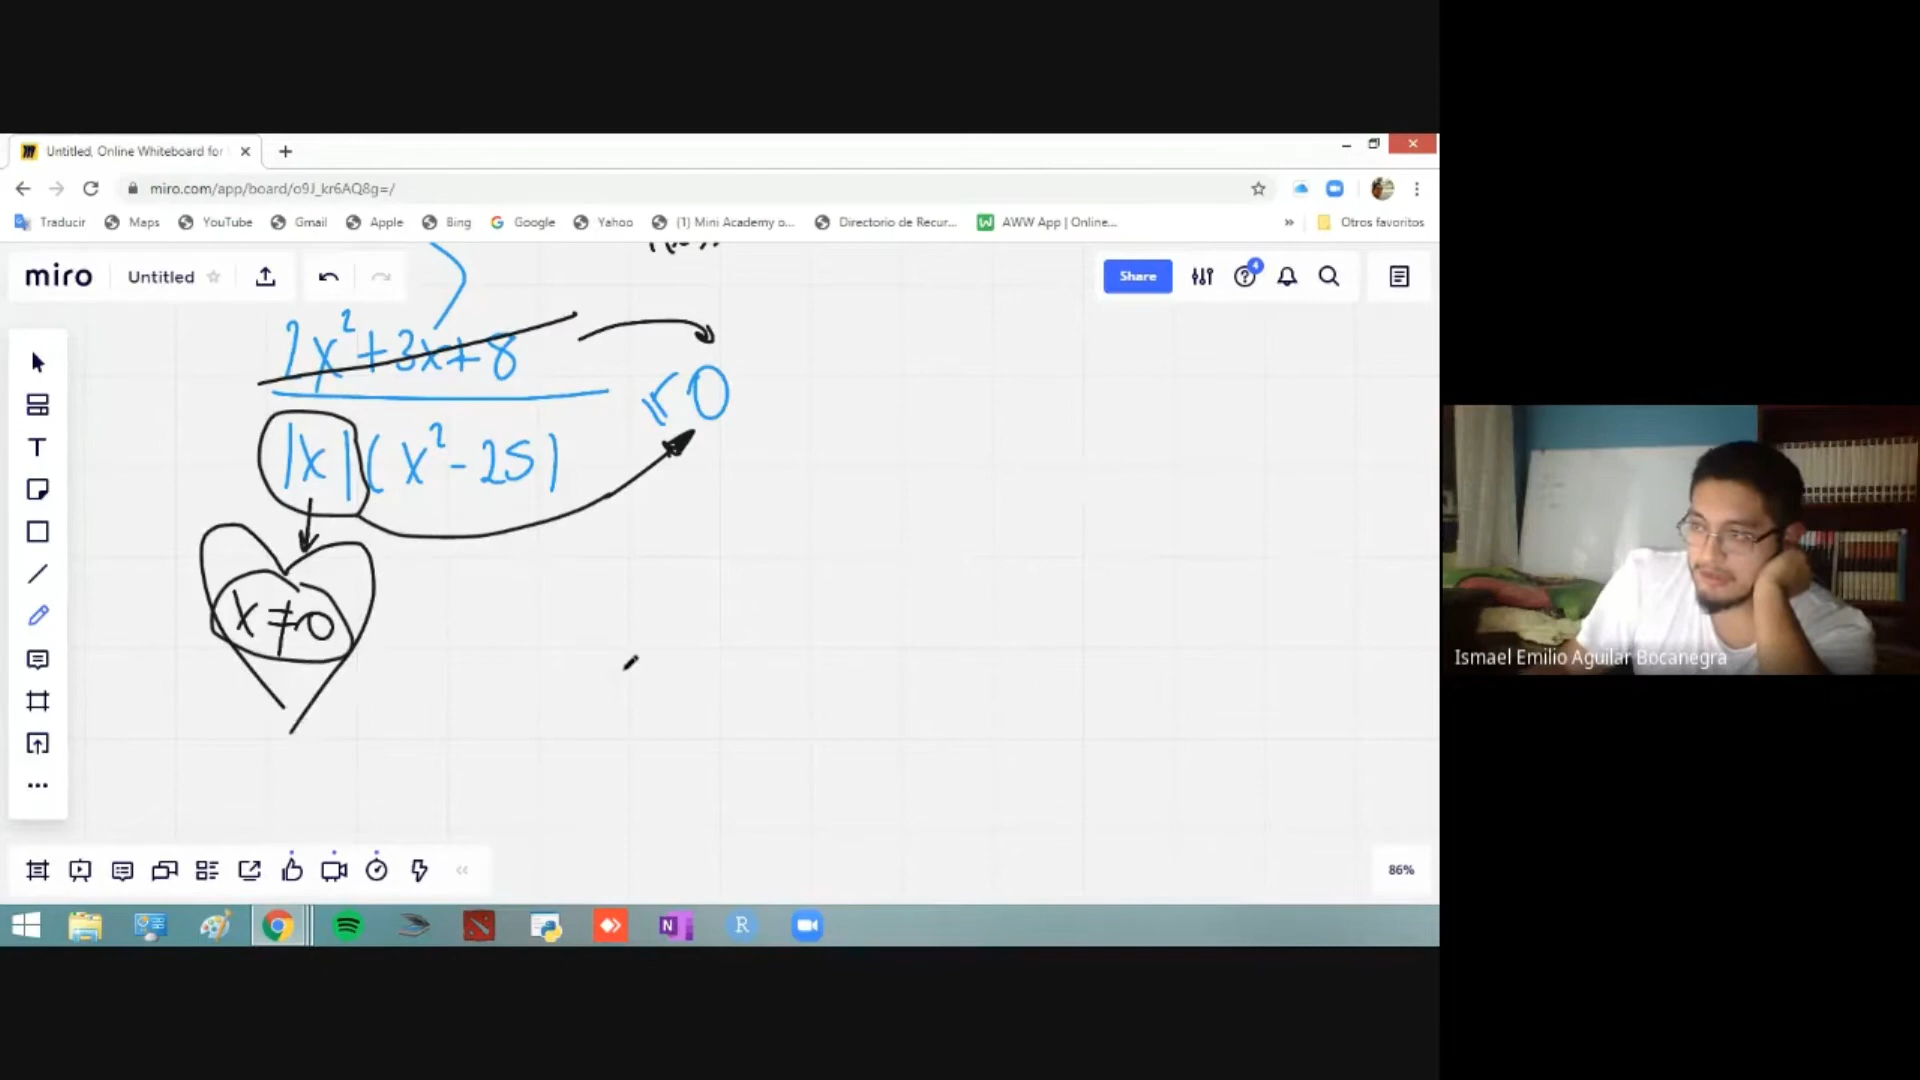 Untitled, Online Whiteboard for
miro.com/app/board/o9J_kr6AQ8g=/
Traducir Maps YouTube Gmail Apple Bing Google Yahoo (1) Mini Academy o... Directorio de Recur... AWW App | Online... » Otros favoritos
miro Untitled Share 4
x² + 3x + 8
|x| ( x² - 25 )
0
x ≠ 0
Ismael Emilio Aguilar Bocanegra
86%